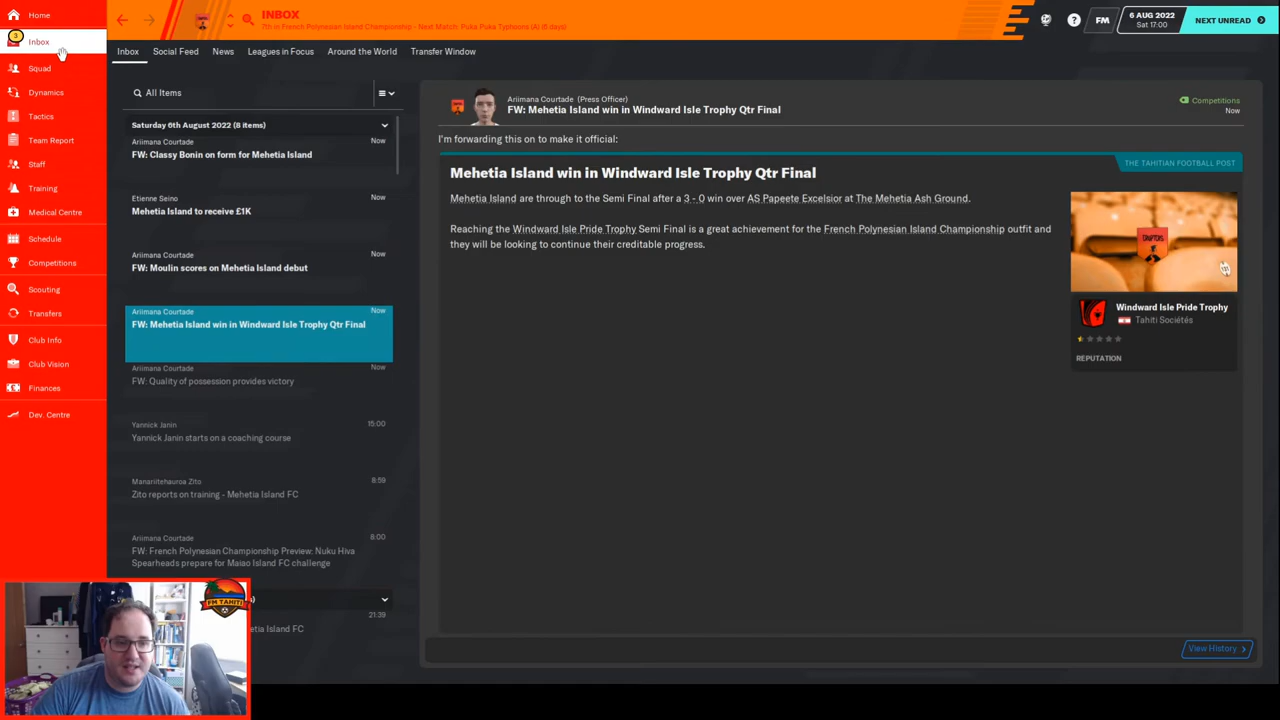 Home
INBOX
7th in French Polynesian Island Championship - Next Match: Puka Puka Typhoons (A) (6 days)
FM
6 AUG 2022
Sat 17:00
NEXT UNREAD
3
Inbox
Squad
Dynamics
Tactics
Team Report
Staff
Training
Medical Centre
Schedule
Competitions
Scouting
Transfers
Club Info
Club Vision
Finances
Dev. Centre
Inbox Social Feed News Leagues in Focus Around the World Transfer Window
All Items
Saturday 6th August 2022 (8 items)
Ariimana Courtade Now
FW: Classy Bonin on form for Mehetia Island
Etienne Seino Now
Mehetia Island to receive £1K
Ariimana Courtade Now
FW: Moulin scores on Mehetia Island debut
Ariimana Courtade Now
FW: Mehetia Island win in Windward Isle Trophy Qtr Final
Ariimana Courtade Now
FW: Quality of possession provides victory
Yannick Janin 15:00
Yannick Janin starts on a coaching course
Manariitehauroa Zito 8:59
Zito reports on training - Mehetia Island FC
Ariimana Courtade 8:00
FW: French Polynesian Championship Preview: Nuku Hiva
Spearheads prepare for Maiao Island FC challenge
21:39
Island FC
Ariimana Courtade (Press Officer)
FW: Mehetia Island win in Windward Isle Trophy Qtr Final
Competitions
Now
I'm forwarding this on to make it official:
THE TAHITIAN FOOTBALL POST
Mehetia Island win in Windward Isle Trophy Qtr Final
Mehetia Island are through to the Semi Final after a 3 - 0 win over AS Papeete Excelsior at The Mehetia Ash Ground.
Reaching the Windward Isle Pride Trophy Semi Final is a great achievement for the French Polynesian Island Championship outfit and
they will be looking to continue their creditable progress.
Windward Isle Pride Trophy
Tahiti Sociétés
REPUTATION
View History
FM TAHITI